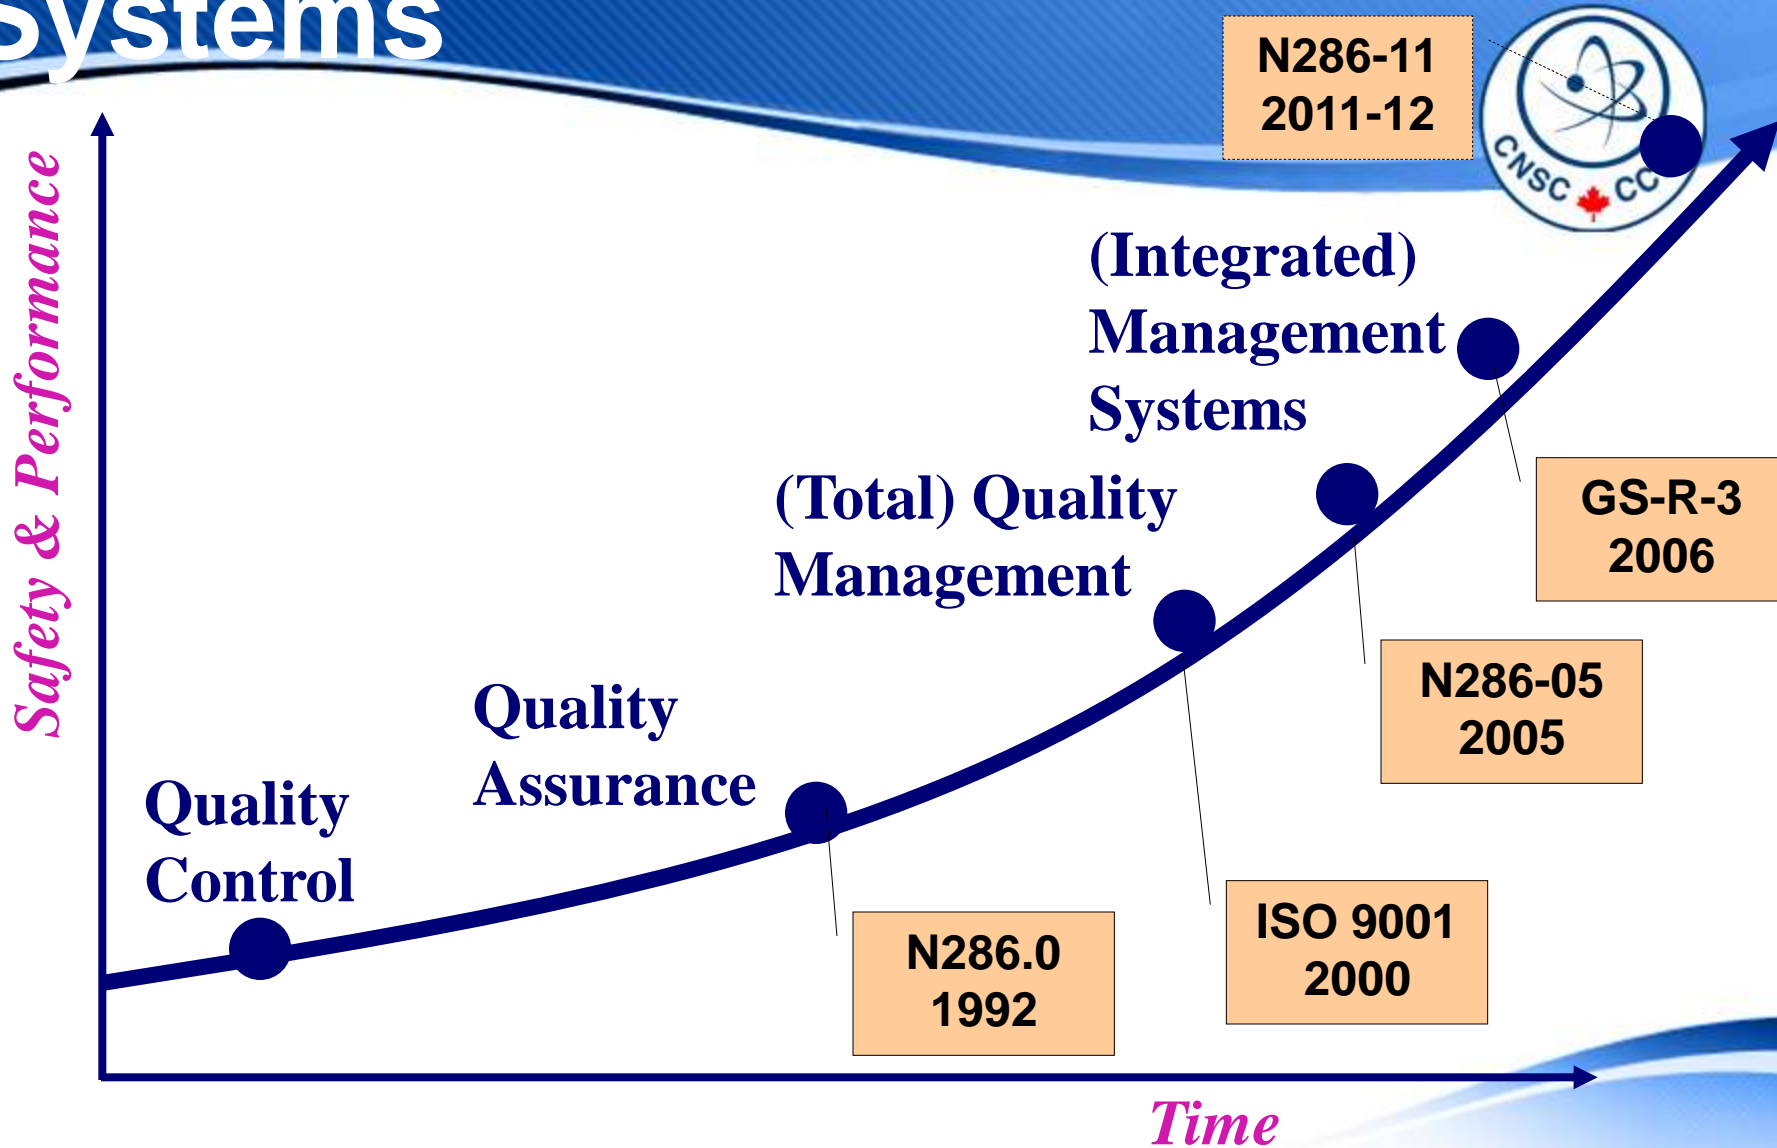 Systems
N286-11
2011-12
CNSC CC
Safety & Performance
(Integrated)
Management
Systems
(Total) Quality
Management
GS-R-3
2006
Quality
Assurance
N286-05
2005
Quality
Control
ISO 9001
2000
N286.0
1992
Time